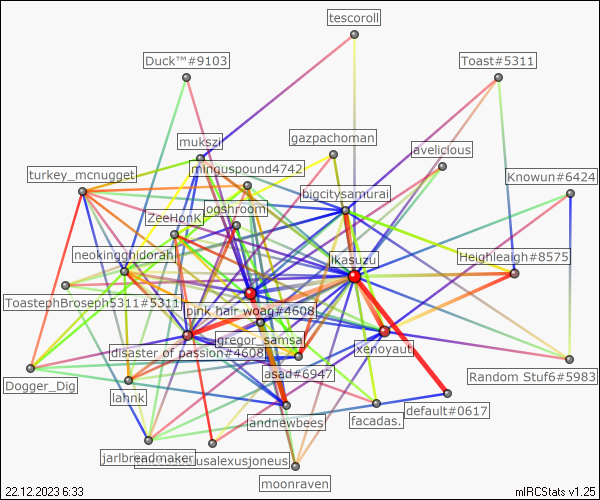 tescoroll
Duck™#9103
Toast#5311
mukszi
gazpachoman
avelicious
minguspound4742
turkey_mcnugget
Knowun#6424
bigcitysamurai
ogshroom
ZeeHonK
neokingghidorah
ikasuzu
Heighleaigh#8575
ToastephBroseph5311#5311
pink hair woag#4608
gregor_samsa
xenoyaut
disaster of passion#4608
asad#6947
Random Stuf6#5983
Dogger_Dig
lahnk
default#0617
andnewbees
facadas.
jarlbreadmaker
usalexusjoneus
moonraven
22.12.2023 6:33
mIRCStats v1.25